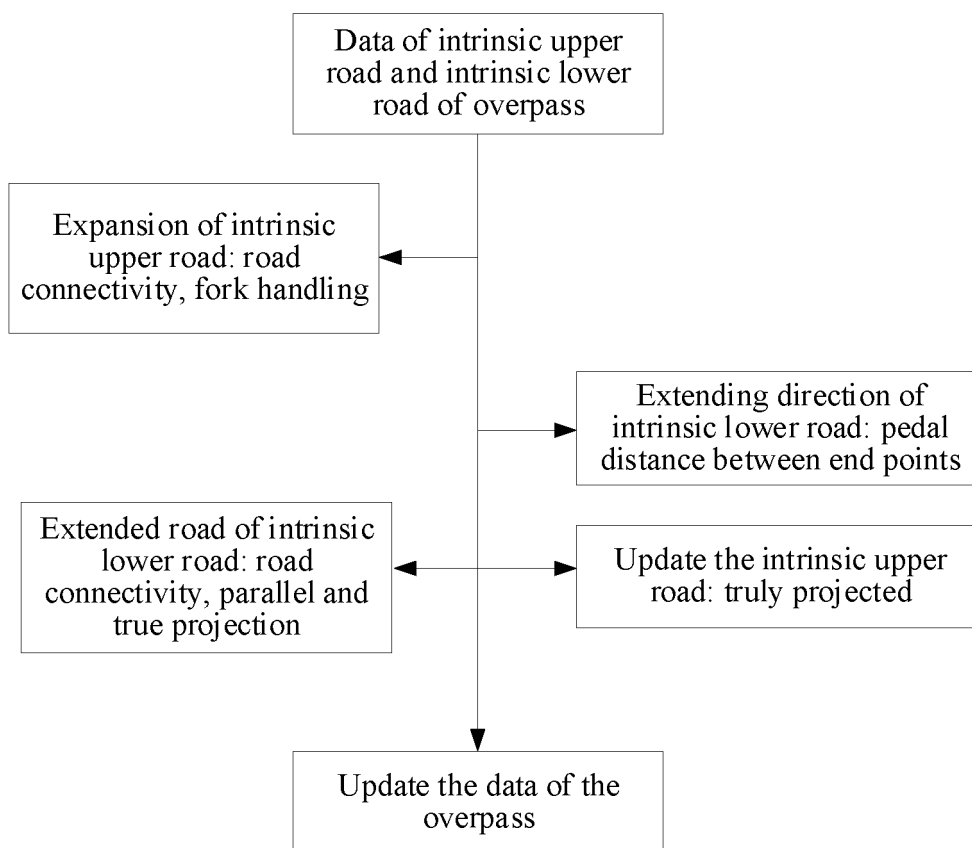 Data of intrinsic upper
road and intrinsic lower
road of overpass
Expansion of intrinsic
upper road: road
connectivity, fork handling
Extending direction of
intrinsic lower road: pedal
distance between end points
Extended road of intrinsic
lower road: road
connectivity, parallel and
true projection
Update the intrinsic upper
road: truly projected
Update the data of the
overpass